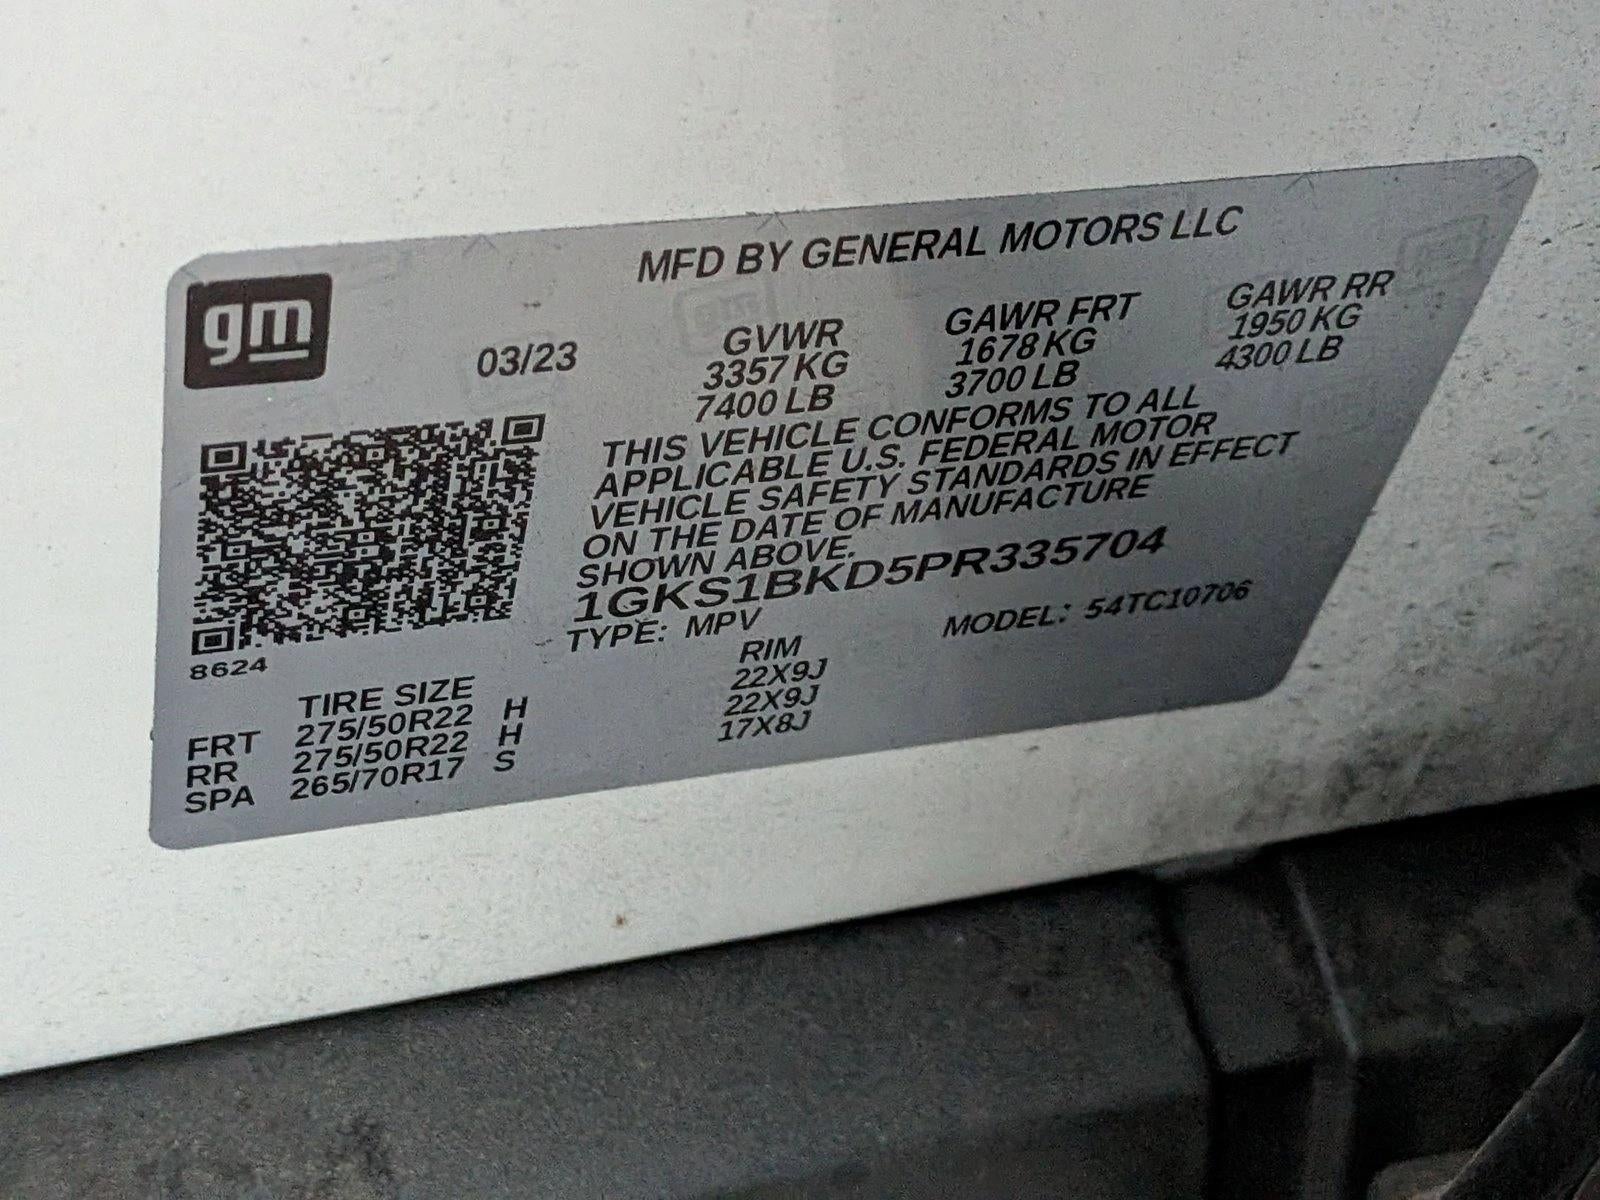 gm
MFD BY GENERAL MOTORS LLC
03/23
GVWR GAWR FRT GAWR RR
3357 KG 1678 KG 1950 KG
7400 LB 3700 LB 4300 LB
THIS VEHICLE CONFORMS TO ALL
APPLICABLE U.S. FEDERAL MOTOR
VEHICLE SAFETY STANDARDS IN EFFECT
ON THE DATE OF MANUFACTURE
SHOWN ABOVE.
1GKS1BKD5PR335704
TYPE: MPV MODEL: 54TC10706
8624
TIRE SIZE RIM
FRT 275/50R22 H 22X9J
RR 275/50R22 H 22X9J
SPA 265/70R17 S 17X8J